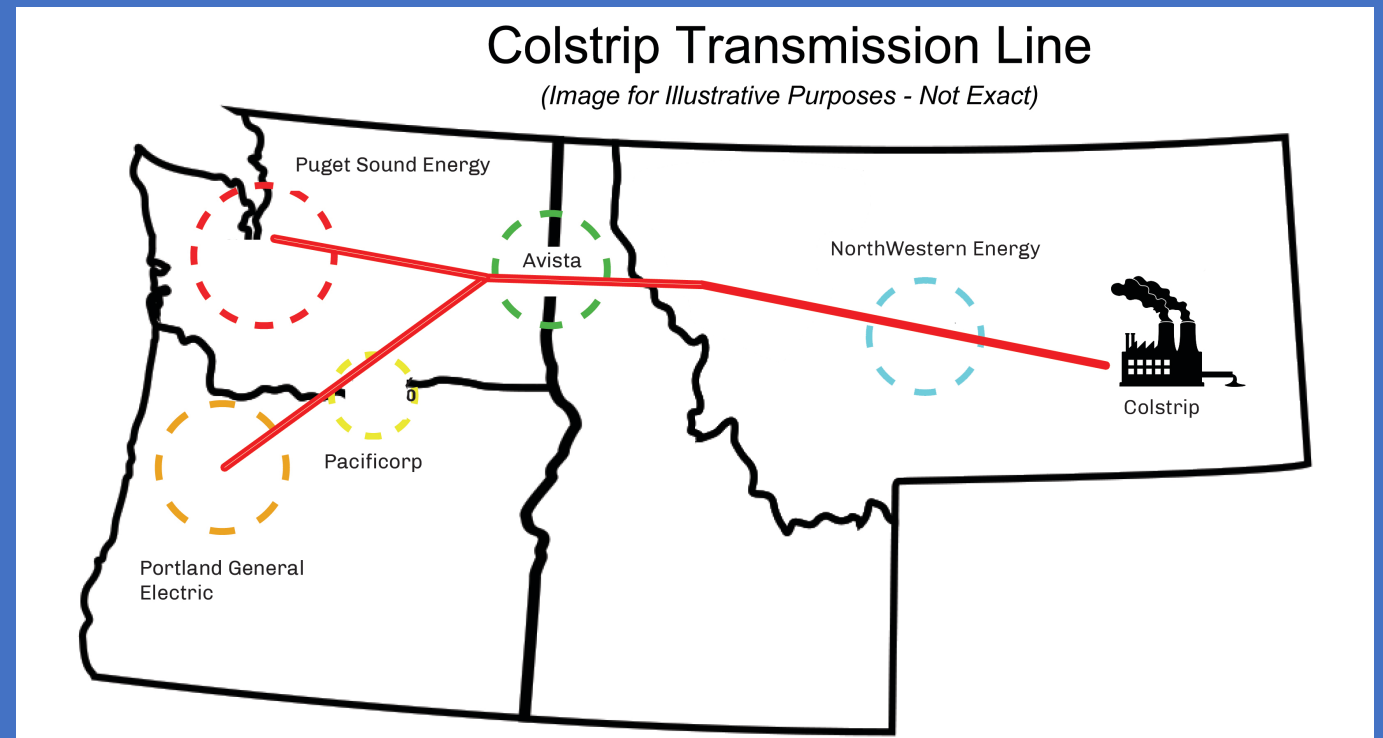 Colstrip Transmission Line
(Image for Illustrative Purposes - Not Exact)
Puget Sound Energy
NorthWestern Energy
Avista
Colstrip
Pacificorp
Portland General
Electric